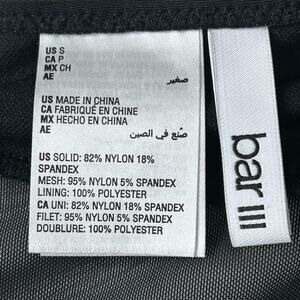 US S
CA P
MX CH
AE
صغير
US MADE IN CHINA
CA FABRIQUÉ EN CHINE
MX HECHO EN CHINA
AE
صُنع في الصين
US SOLID: 82% NYLON 18%
SPANDEX
MESH: 95% NYLON 5% SPANDEX
LINING: 100% POLYESTER
CA UNI: 82% NYLON 18% SPANDEX
FILET: 95% NYLON 5% SPANDEX
DOUBLURE: 100% POLYESTER
bar III